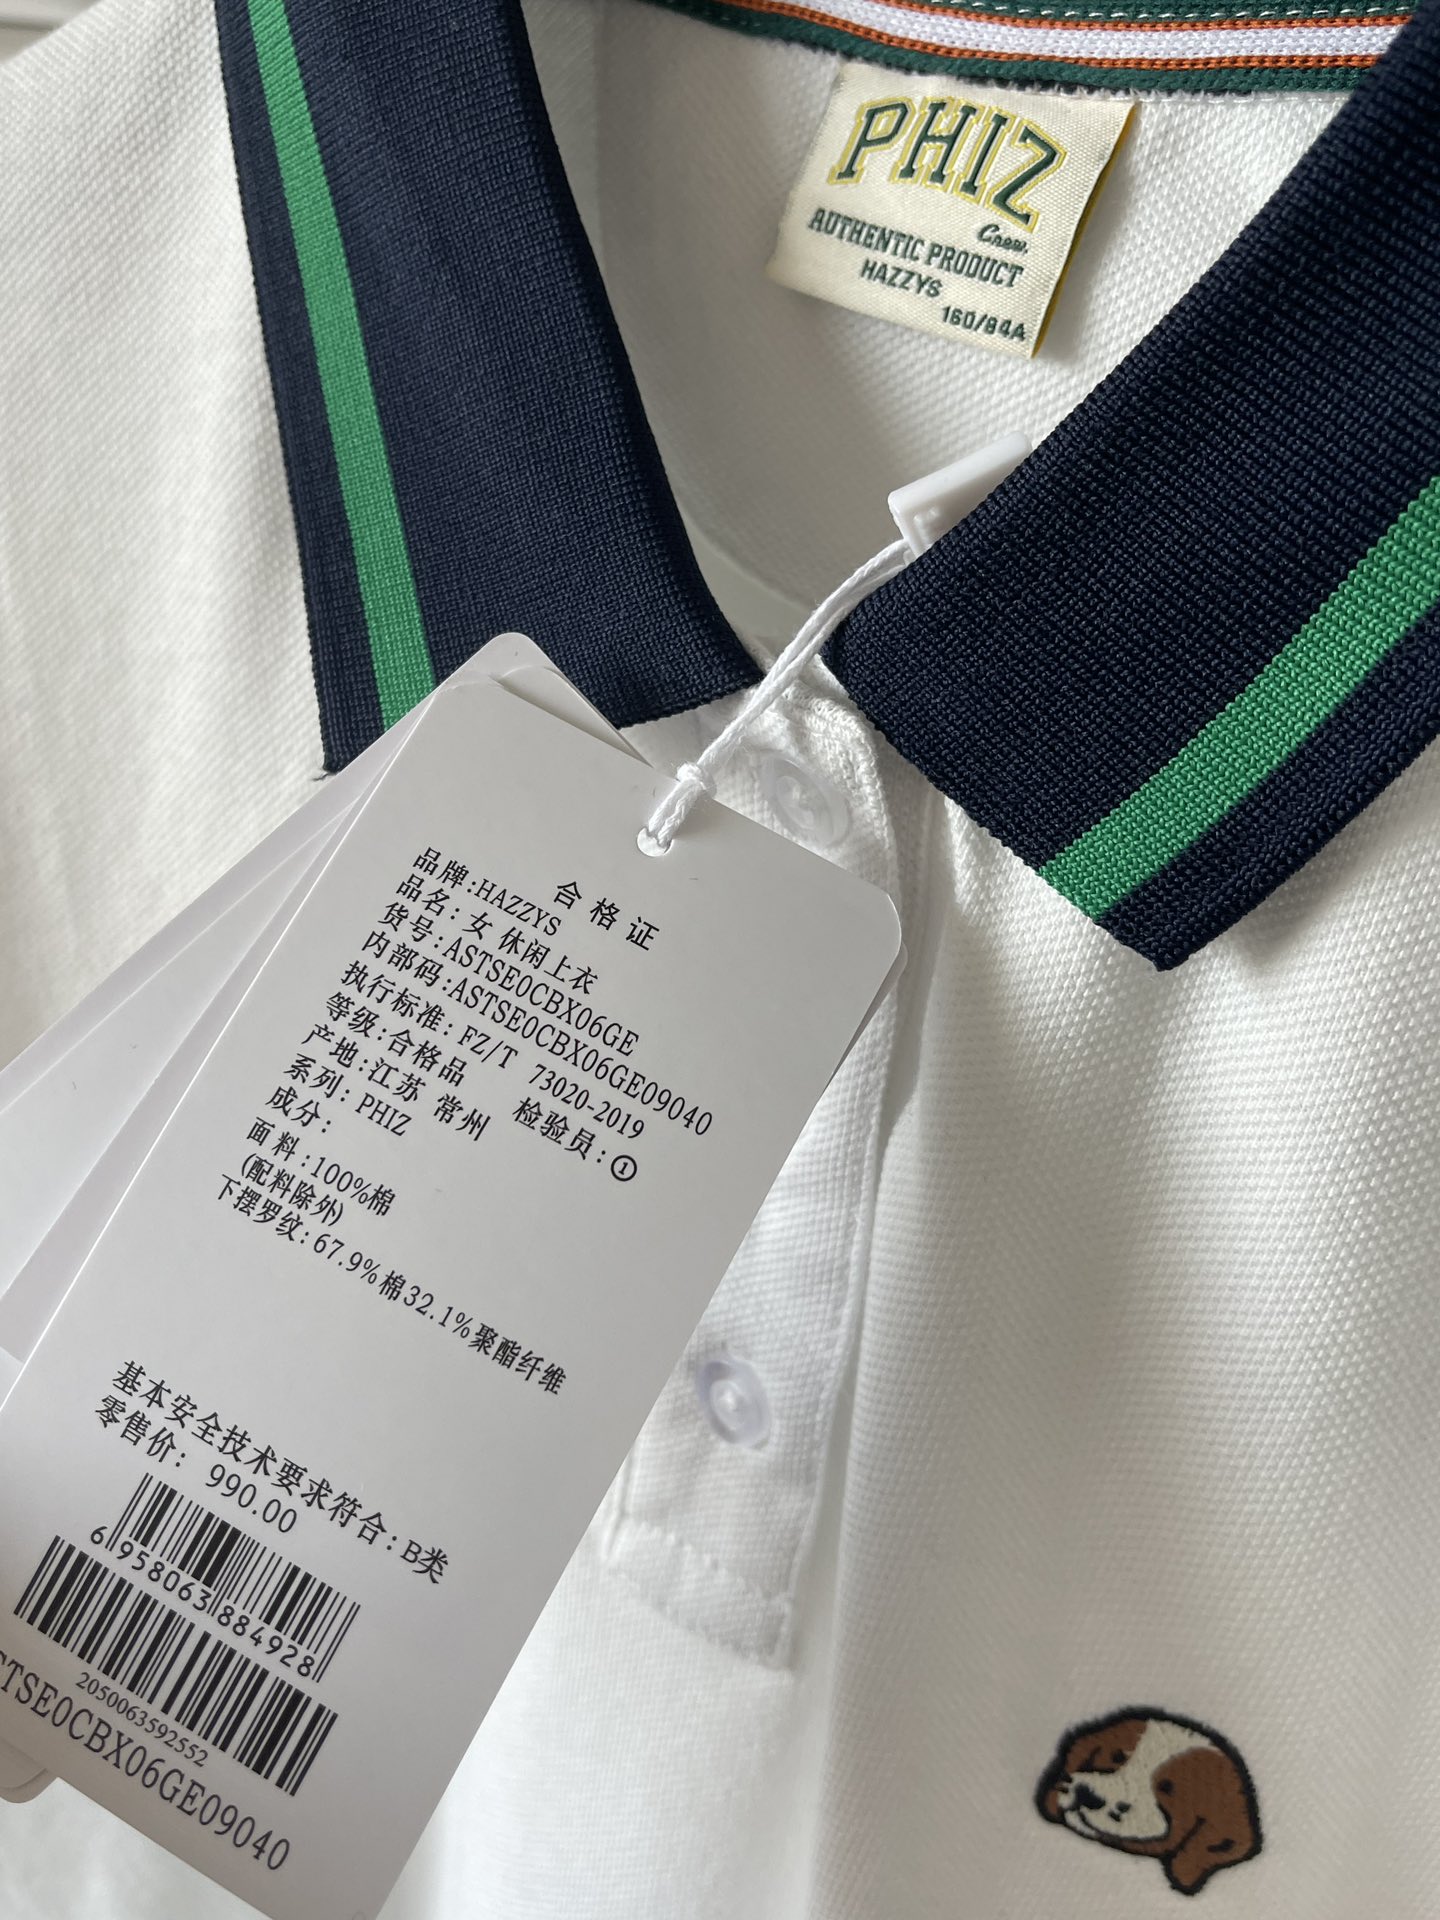 PHIZ
Crew.
AUTHENTIC PRODUCT
HAZZYS
160/84A
合格证
品牌:HAZZYS
品名: 女 休闲上衣
货号:ASTSE0CBX06GE
内部码:ASTSE0CBX06GE09040
执行标准: FZ/T 73020-2019
等级:合格品 检验员:①
产地:江苏 常州
系列: PHIZ
成分:
面料:100%棉
(配料除外)
下摆罗纹:67.9%棉32.1%聚酯纤维
基本安全技术要求符合:B类
零售价: 990.00
6958063884928
2050063592552
STSE0CBX06GE09040